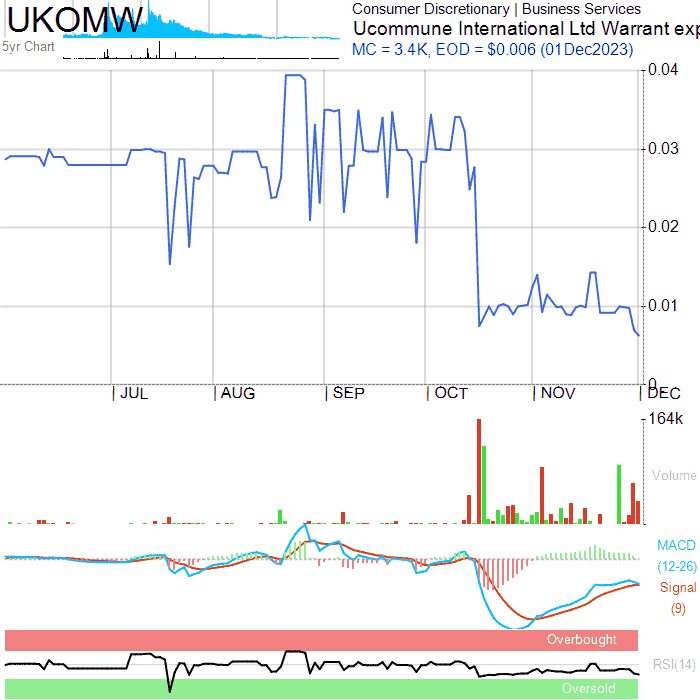 UKOMW
5yr Chart
Consumer Discretionary | Business Services
Ucommune International Ltd Warrant exp
MC = 3.4K, EOD = $0.006 (01Dec2023)
0.04
0.03
0.02
0.01
0
JUL AUG SEP OCT NOV DEC
164k
Volume
MACD
(12-26)
Signal
(9)
Overbought
RSI(14)
Oversold